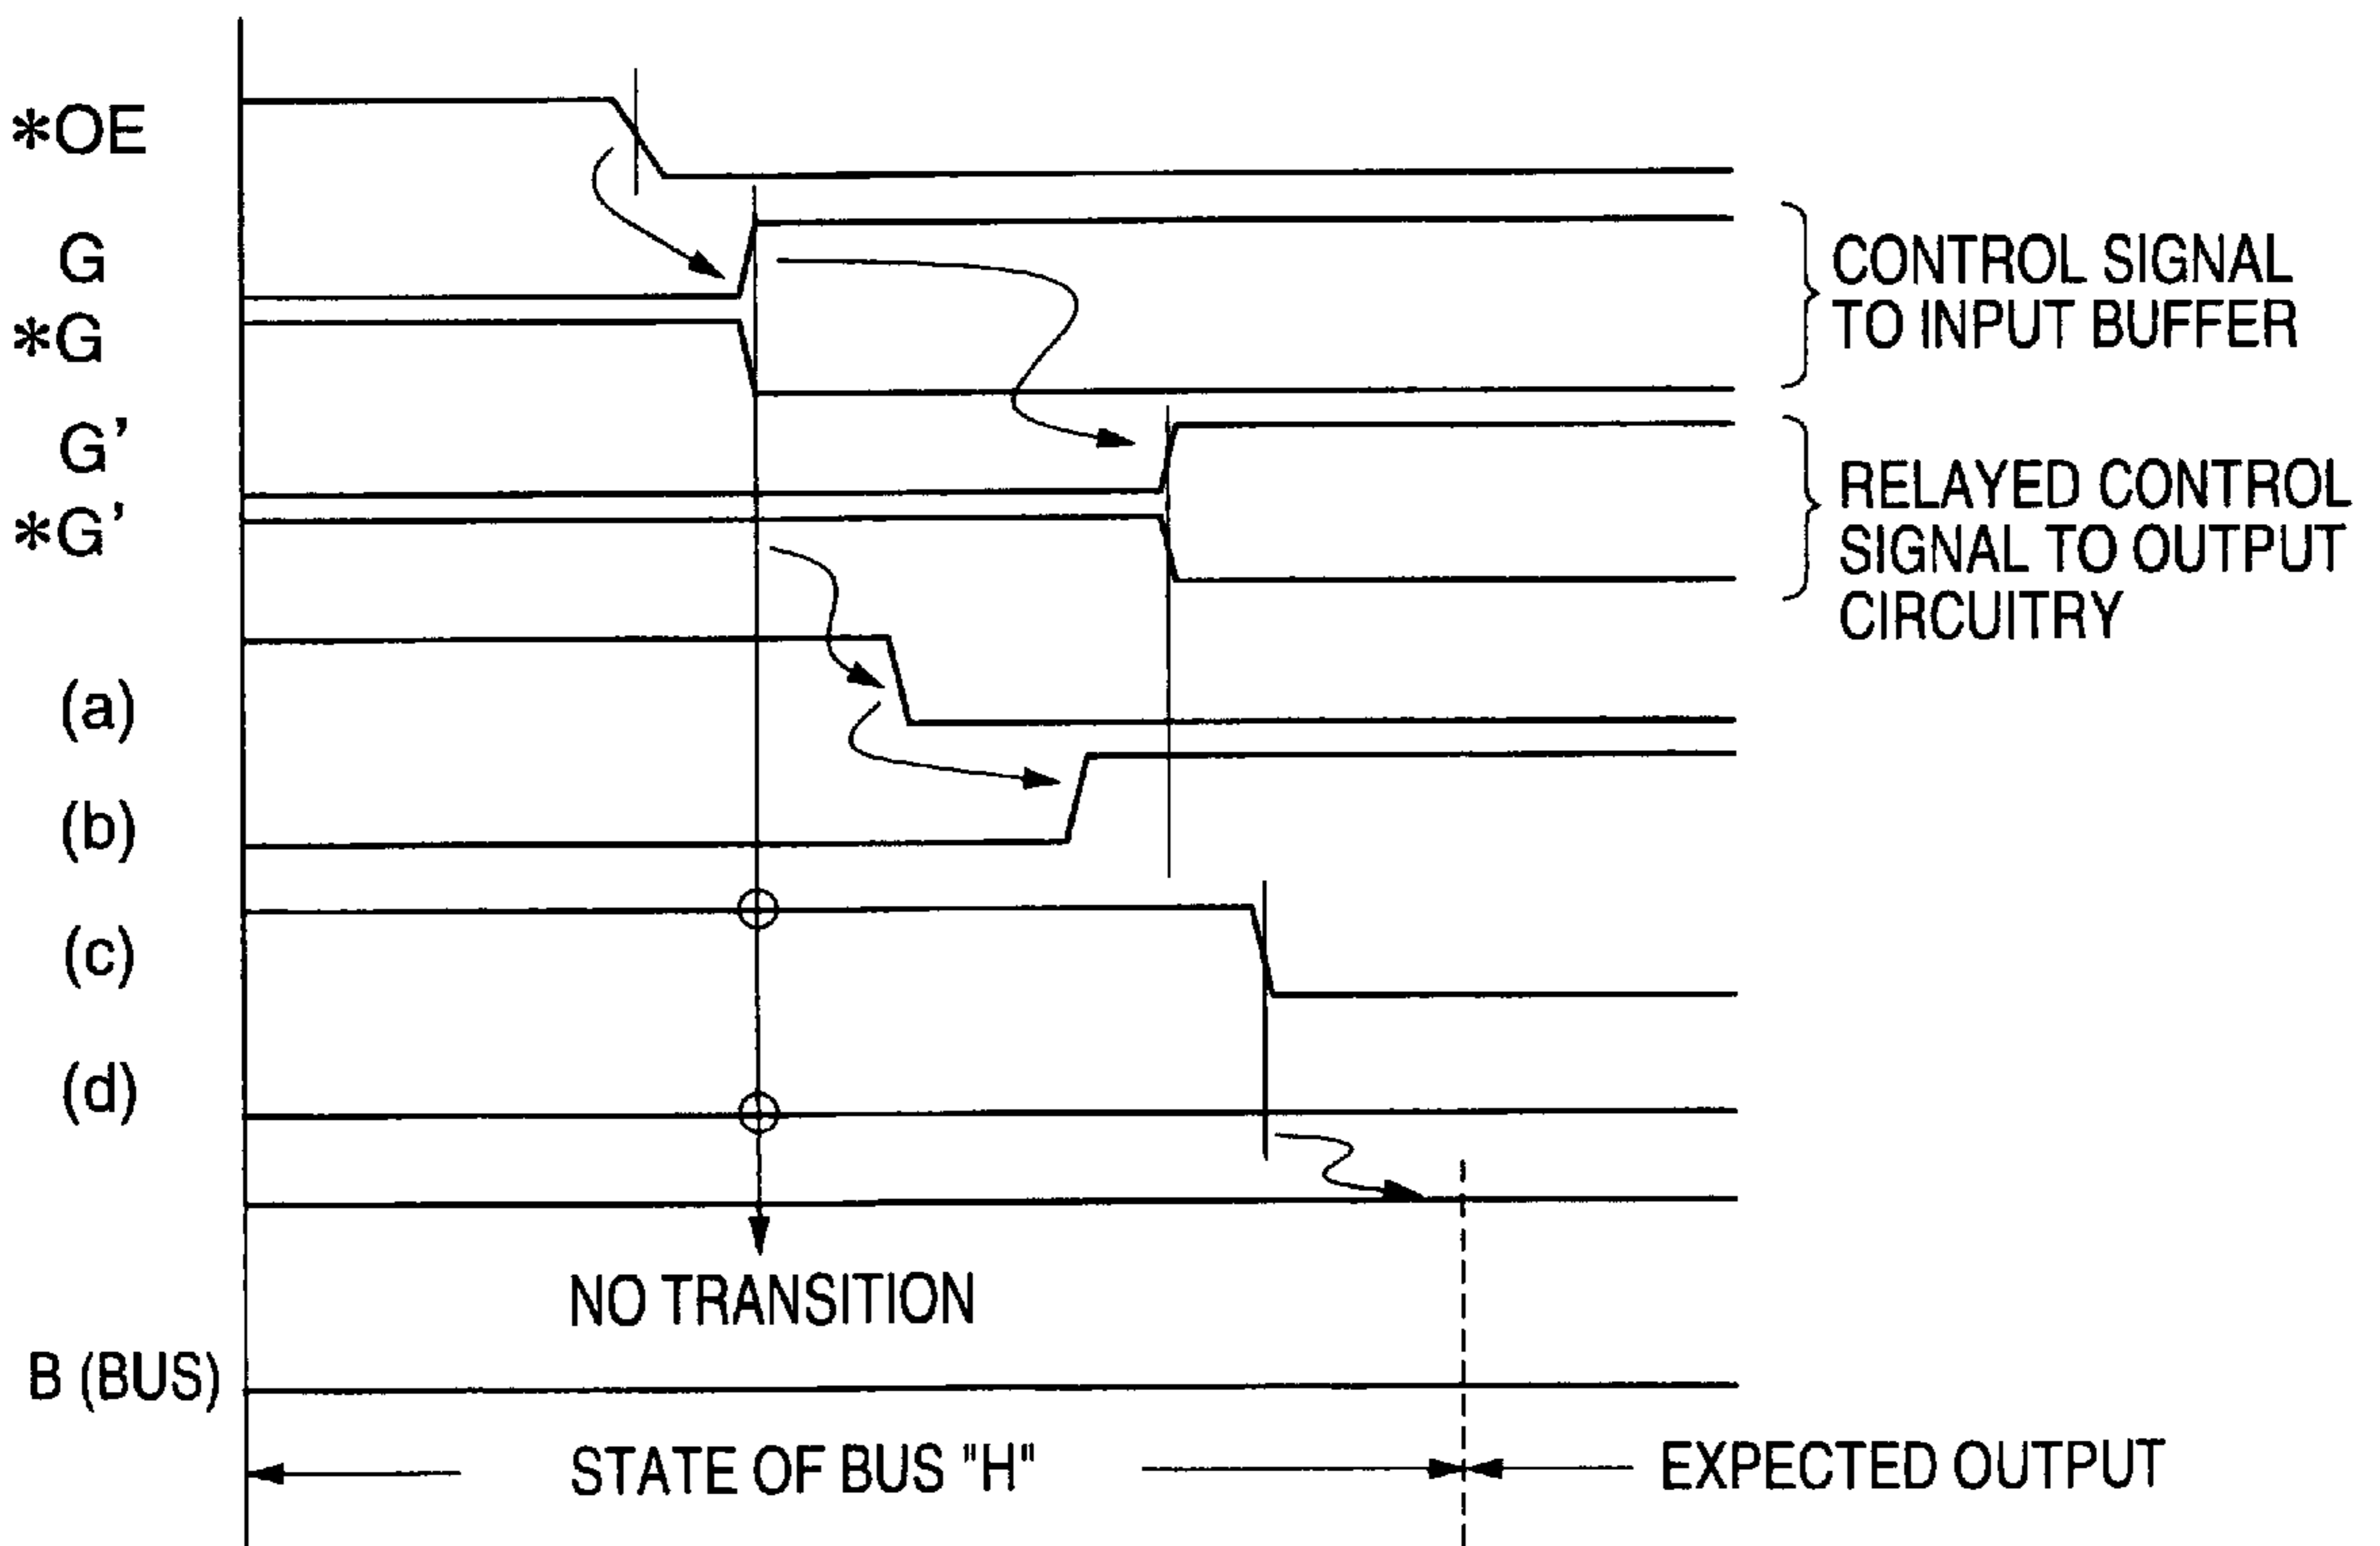 *OE
G
*G
CONTROL SIGNAL
TO INPUT BUFFER
G'
*G'
RELAYED CONTROL
SIGNAL TO OUTPUT
CIRCUITRY
(a)
(b)
(c)
(d)
NO TRANSITION
B (BUS)
STATE OF BUS "H"
EXPECTED OUTPUT